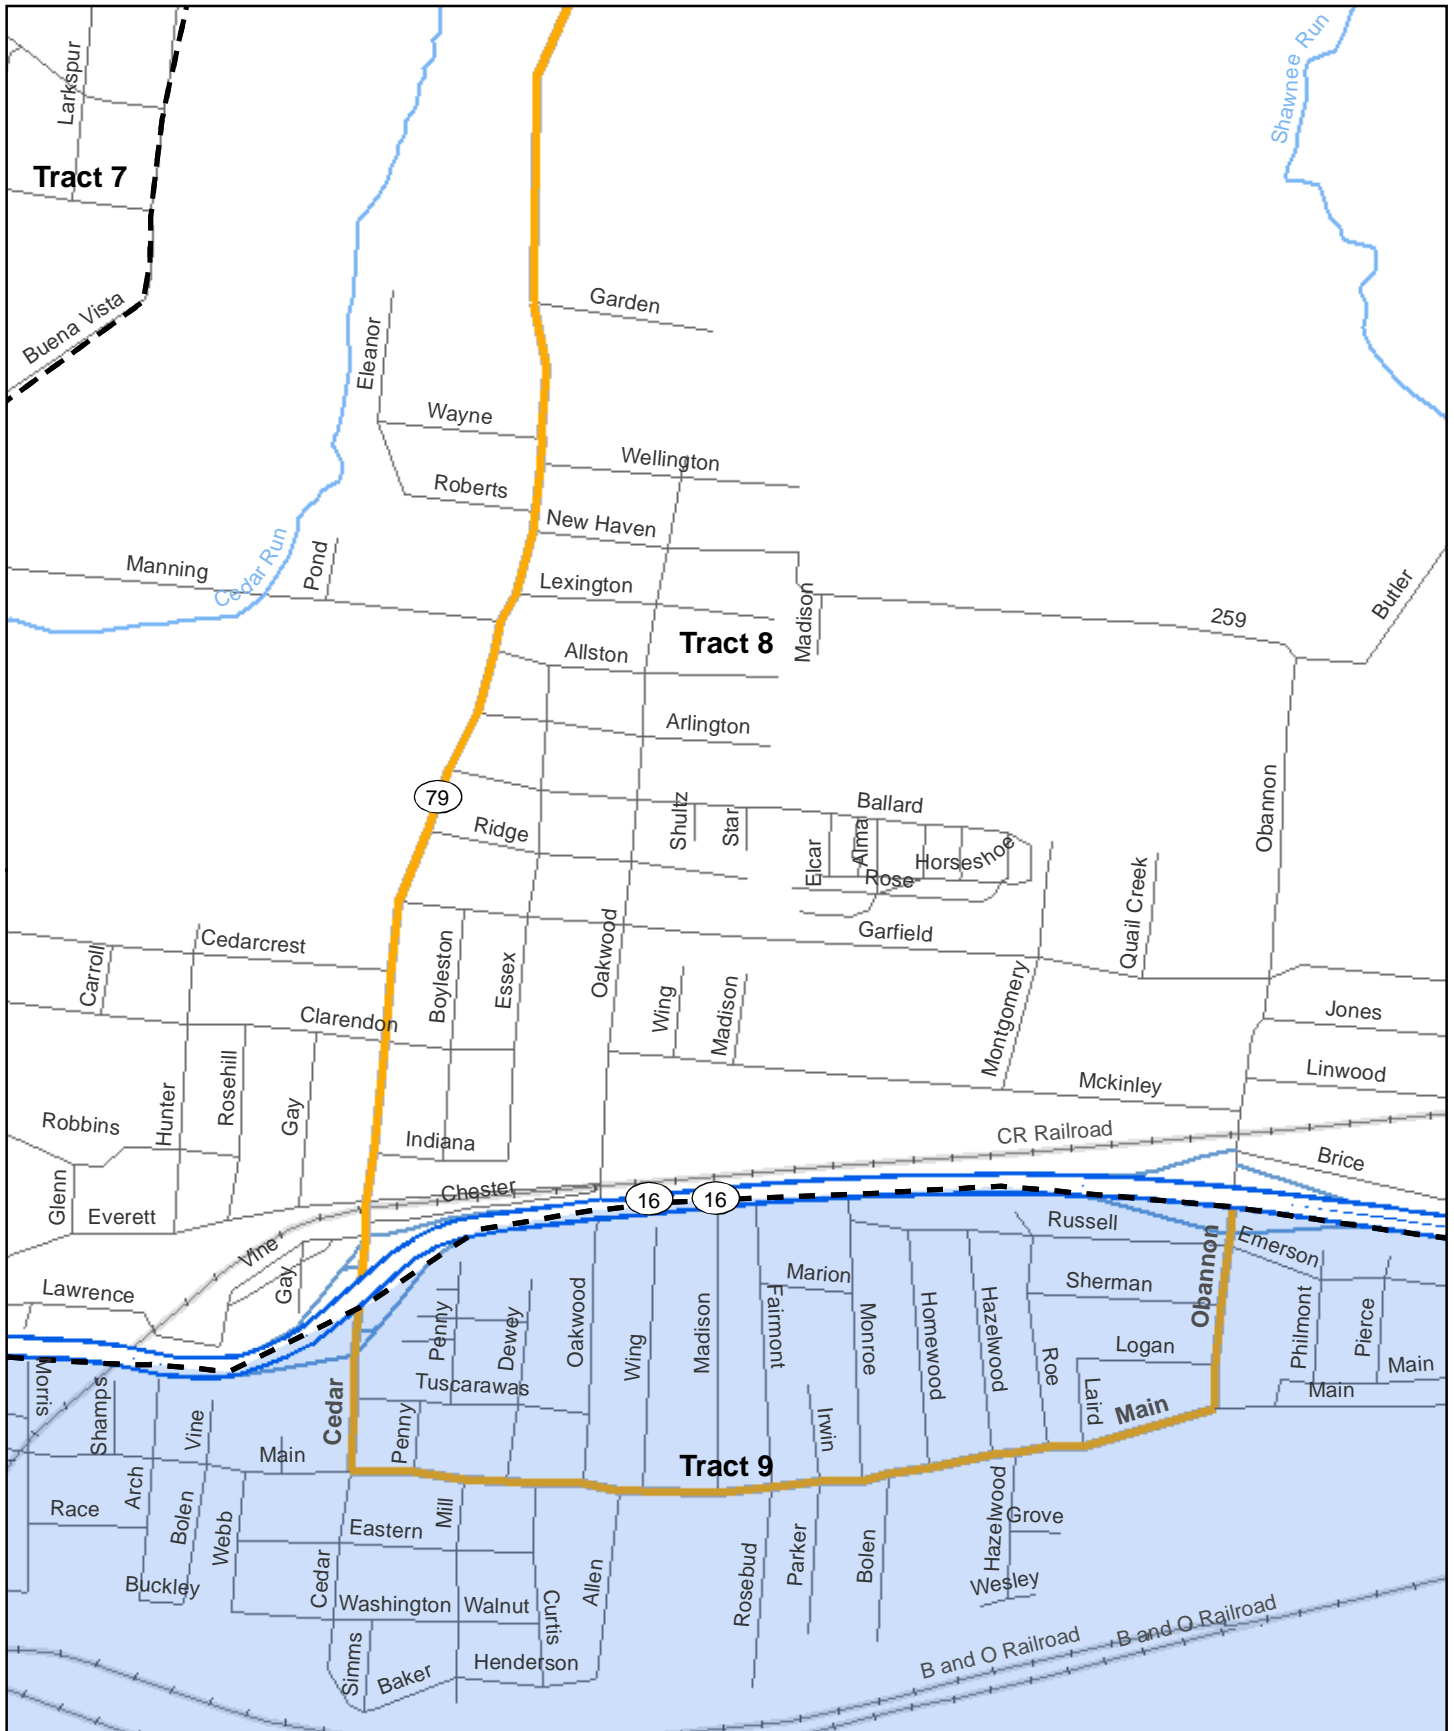 Larkspur
Shawnee Run
Tract 7
Buena Vista
Garden
Eleanor
Wayne
Wellington
Roberts
New Haven
Cedar Run
Manning
Pond
Lexington
Madison
Butler
259
Tract 8
Allston
Arlington
Obannon
79
Ballard
Shultz
Star
Ridge
Elcar
Alma
Horseshoe
Rose
Garfield
Quail Creek
Cedarcrest
Carroll
Boyleston
Essex
Oakwood
Wing
Madison
Montgomery
Clarendon
Jones
Linwood
Mckinley
Robbins
Hunter
Rosehill
Gay
Indiana
CR Railroad
Brice
Glenn
Everett
Chester
16
16
Vine
Gay
Russell
Obannon
Emerson
Lawrence
Marion
Sherman
Penny
Dewey
Oakwood
Wing
Madison
Fairmont
Monroe
Homewood
Hazelwood
Roe
Logan
Philmont
Pierce
Main
Main
Morris
Shamps
Vine
Cedar
Tuscarawas
Penny
Irwin
Laird
Main
Main
Tract 9
Arch
Race
Bolen
Webb
Mill
Eastern
Hazelwood
Grove
Buckley
Cedar
Washington
Walnut
Curtis
Allen
Rosebud
Parker
Bolen
Wesley
Simms
Baker
Henderson
B and O Railroad
B and O Railroad